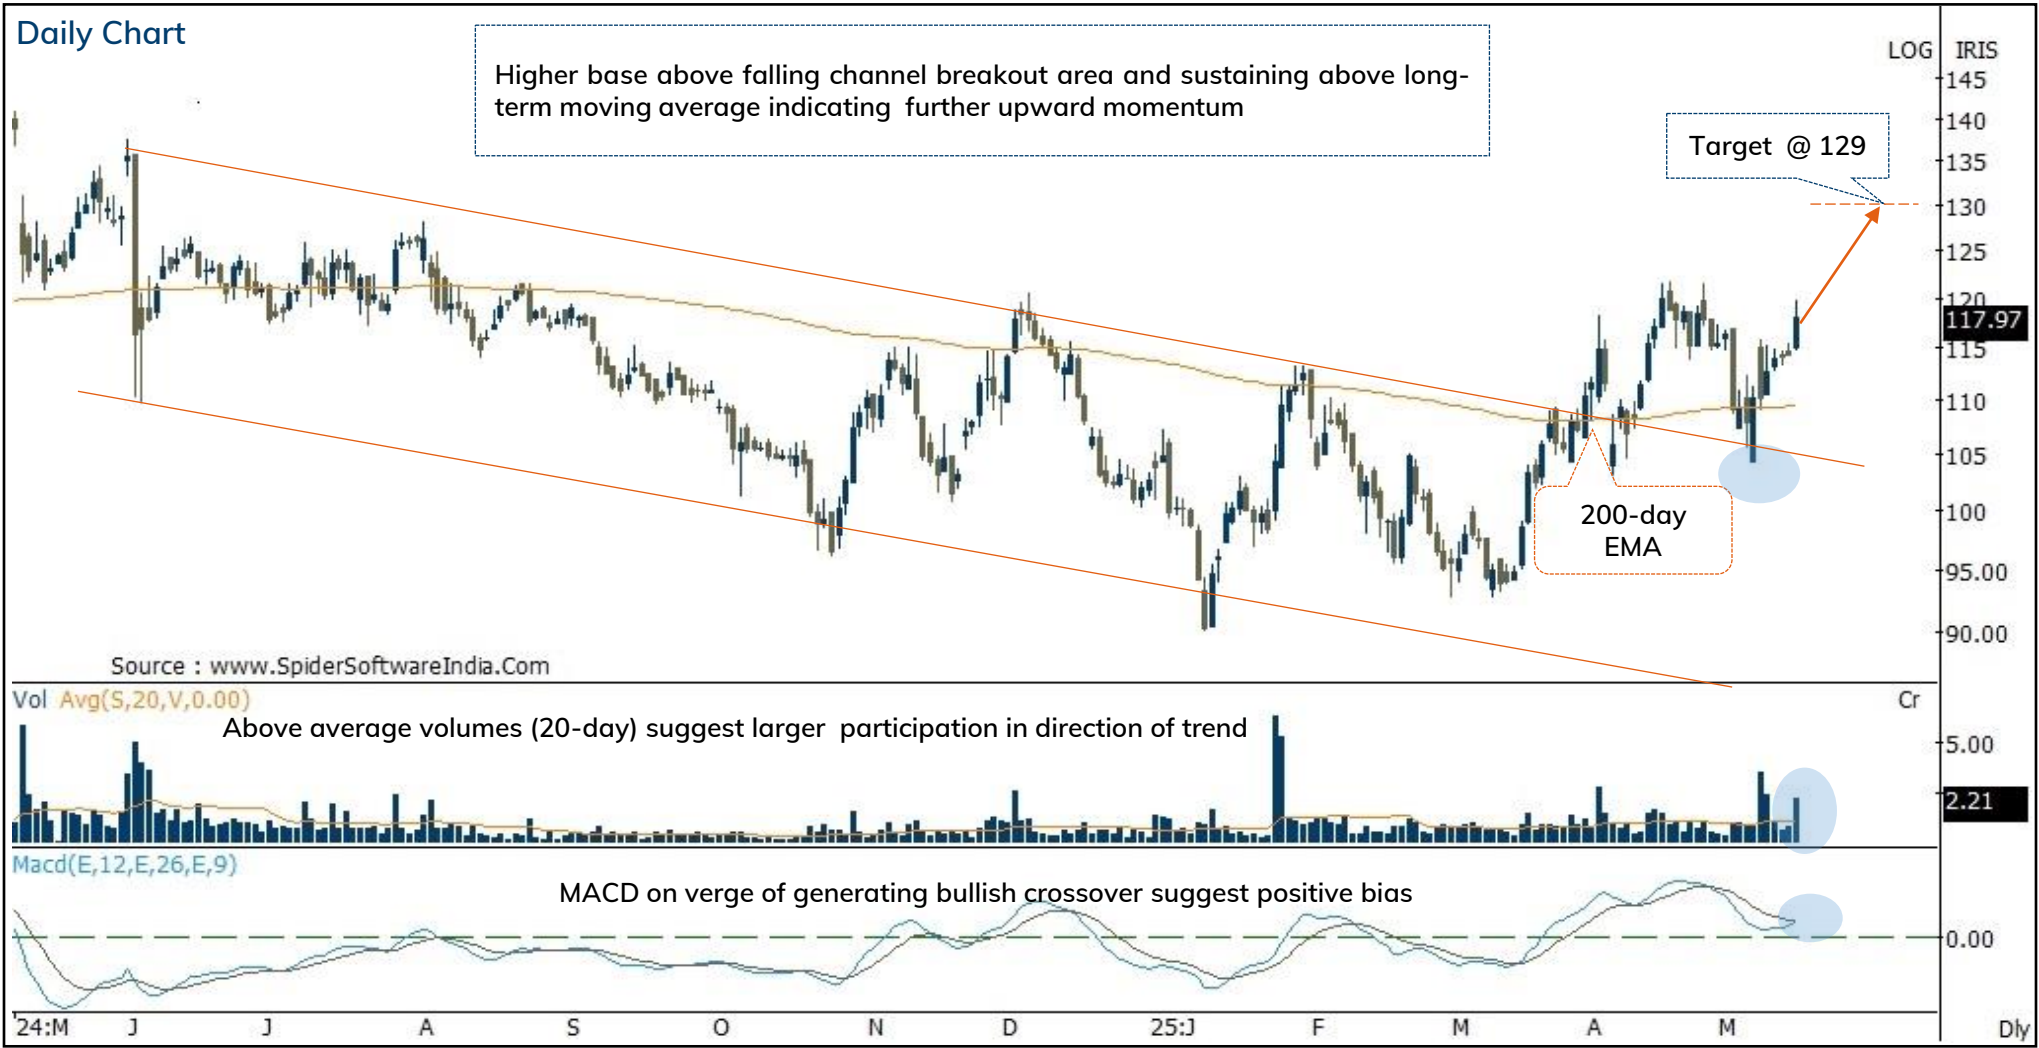 Daily Chart
Higher base above falling channel breakout area and sustaining above long-
term moving average indicating further upward momentum
LOG IRIS
145
140
Target @ 129
135
130
125
120
117.97
115
110
105
200-day
EMA
100
95.00
90.00
Source : www.SpiderSoftwareIndia.Com
Vol Avg(S,20,V,0.00)
Cr
Above average volumes (20-day) suggest larger participation in direction of trend
5.00
2.21
Macd(E,12,E,26,E,9)
MACD on verge of generating bullish crossover suggest positive bias
0.00
'24:M J J A S O N D 25:J F M A M Dly